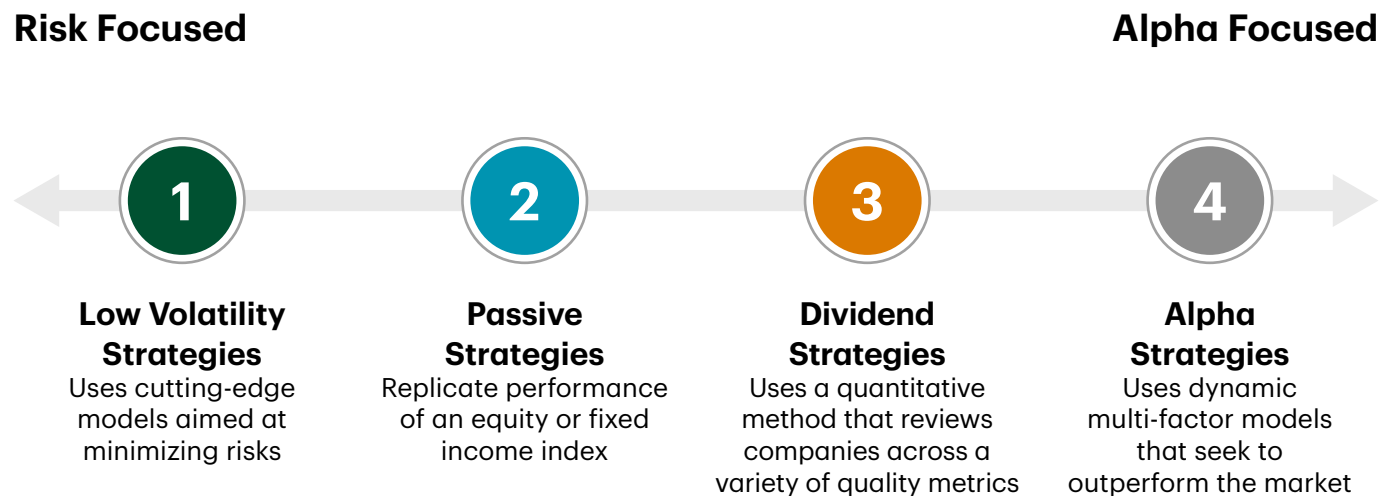 Risk Focused
Alpha Focused
1
2
3
4
Low Volatility
Strategies
Uses cutting-edge
models aimed at
minimizing risks
Passive
Strategies
Replicate performance
of an equity or fixed
income index
Dividend
Strategies
Uses a quantitative
method that reviews
companies across a
variety of quality metrics
Alpha
Strategies
Uses dynamic
multi-factor models
that seek to
outperform the market